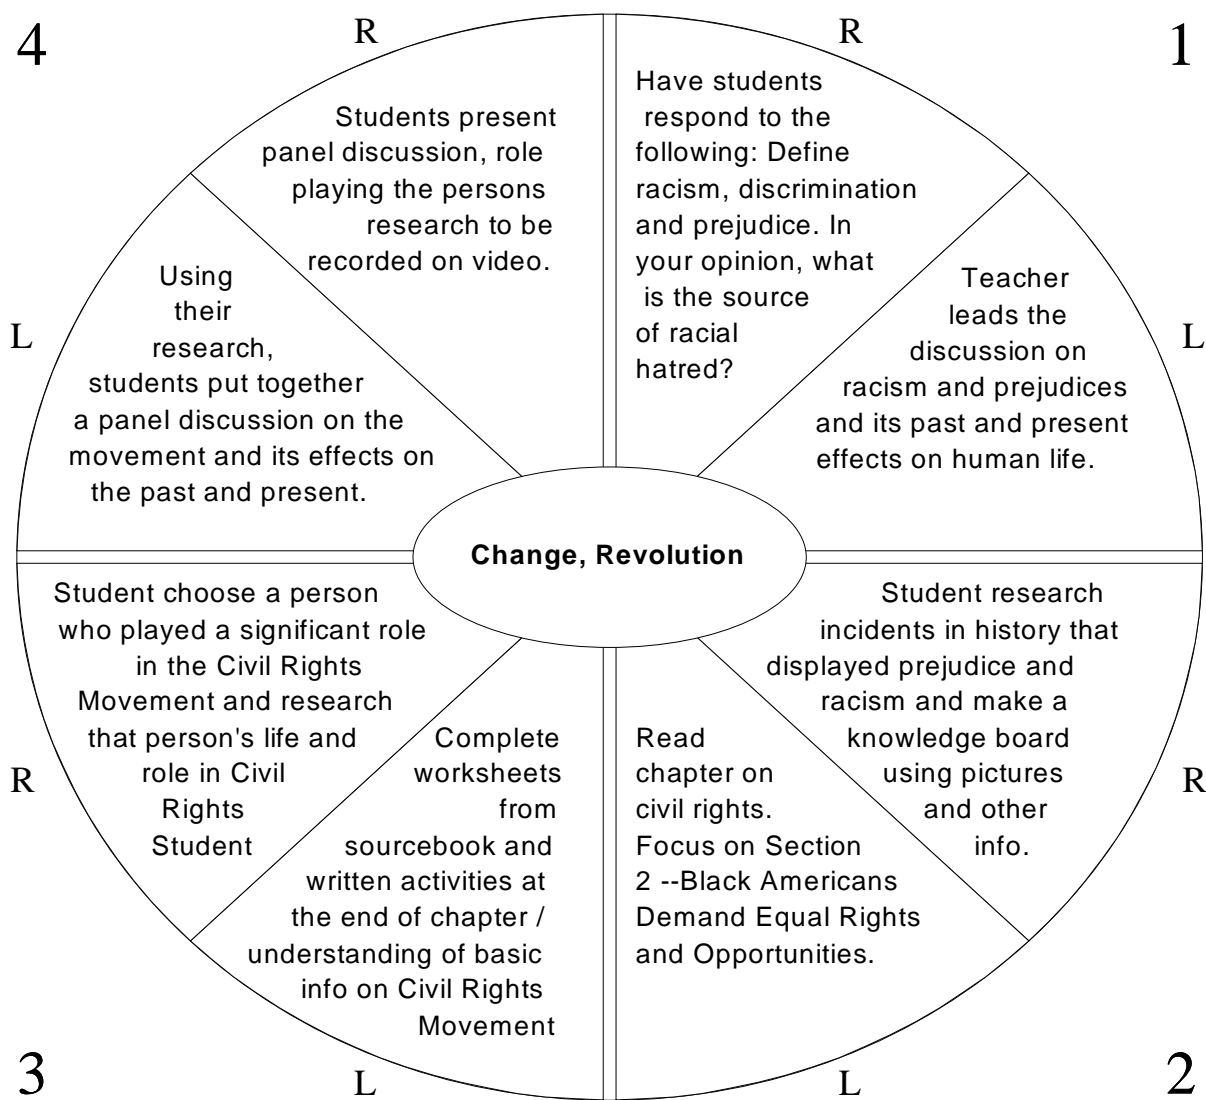 4
R
R
1
Have students
respond to the
following: Define
racism, discrimination
and prejudice. In
your opinion, what
is the source
of racial
hatred?
Teacher
leads the
discussion on
racism and prejudices
and its past and present
effects on human life.
L
Student research
incidents in history that
displayed prejudice and
racism and make a
knowledge board
using pictures
and other
info.
R
Read
chapter on
civil rights.
Focus on Section
2 --Black Americans
Demand Equal Rights
and Opportunities.
L
2
Complete
worksheets
from
sourcebook and
written activities at
the end of chapter /
understanding of basic
info on Civil Rights
Movement
L
3
Student choose a person
who played a significant role
in the Civil Rights
Movement and research
that person's life and
role in Civil
Rights
Student
R
Using
their
research,
students put together
a panel discussion on the
movement and its effects on
the past and present.
L
Students present
panel discussion, role
playing the persons
research to be
recorded on video.
Change, Revolution